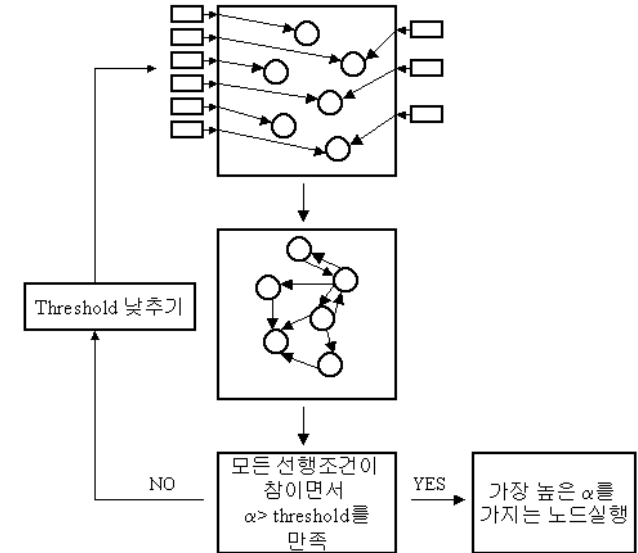 Threshold 낮추기
NO
모든 선행조건이
참이면서
α> threshold를
만족
YES
가장 높은 α를
가지는 노드실행